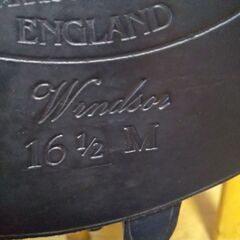 ENGLAND
Windsor
16 ½ M